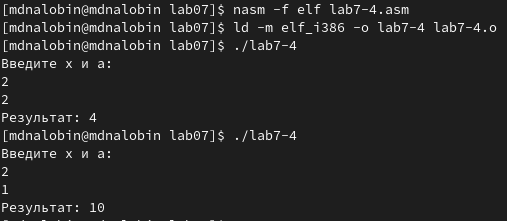 [mdnalobin@mdnalobin lab07]$ nasm -f elf lab7-4.asm
[mdnalobin@mdnalobin lab07]$ ld -m elf_i386 -o lab7-4 lab7-4.o
[mdnalobin@mdnalobin lab07]$ ./lab7-4
Введите x и a:
2
2
Результат: 4
[mdnalobin@mdnalobin lab07]$ ./lab7-4
Введите x и a:
2
1
Результат: 10